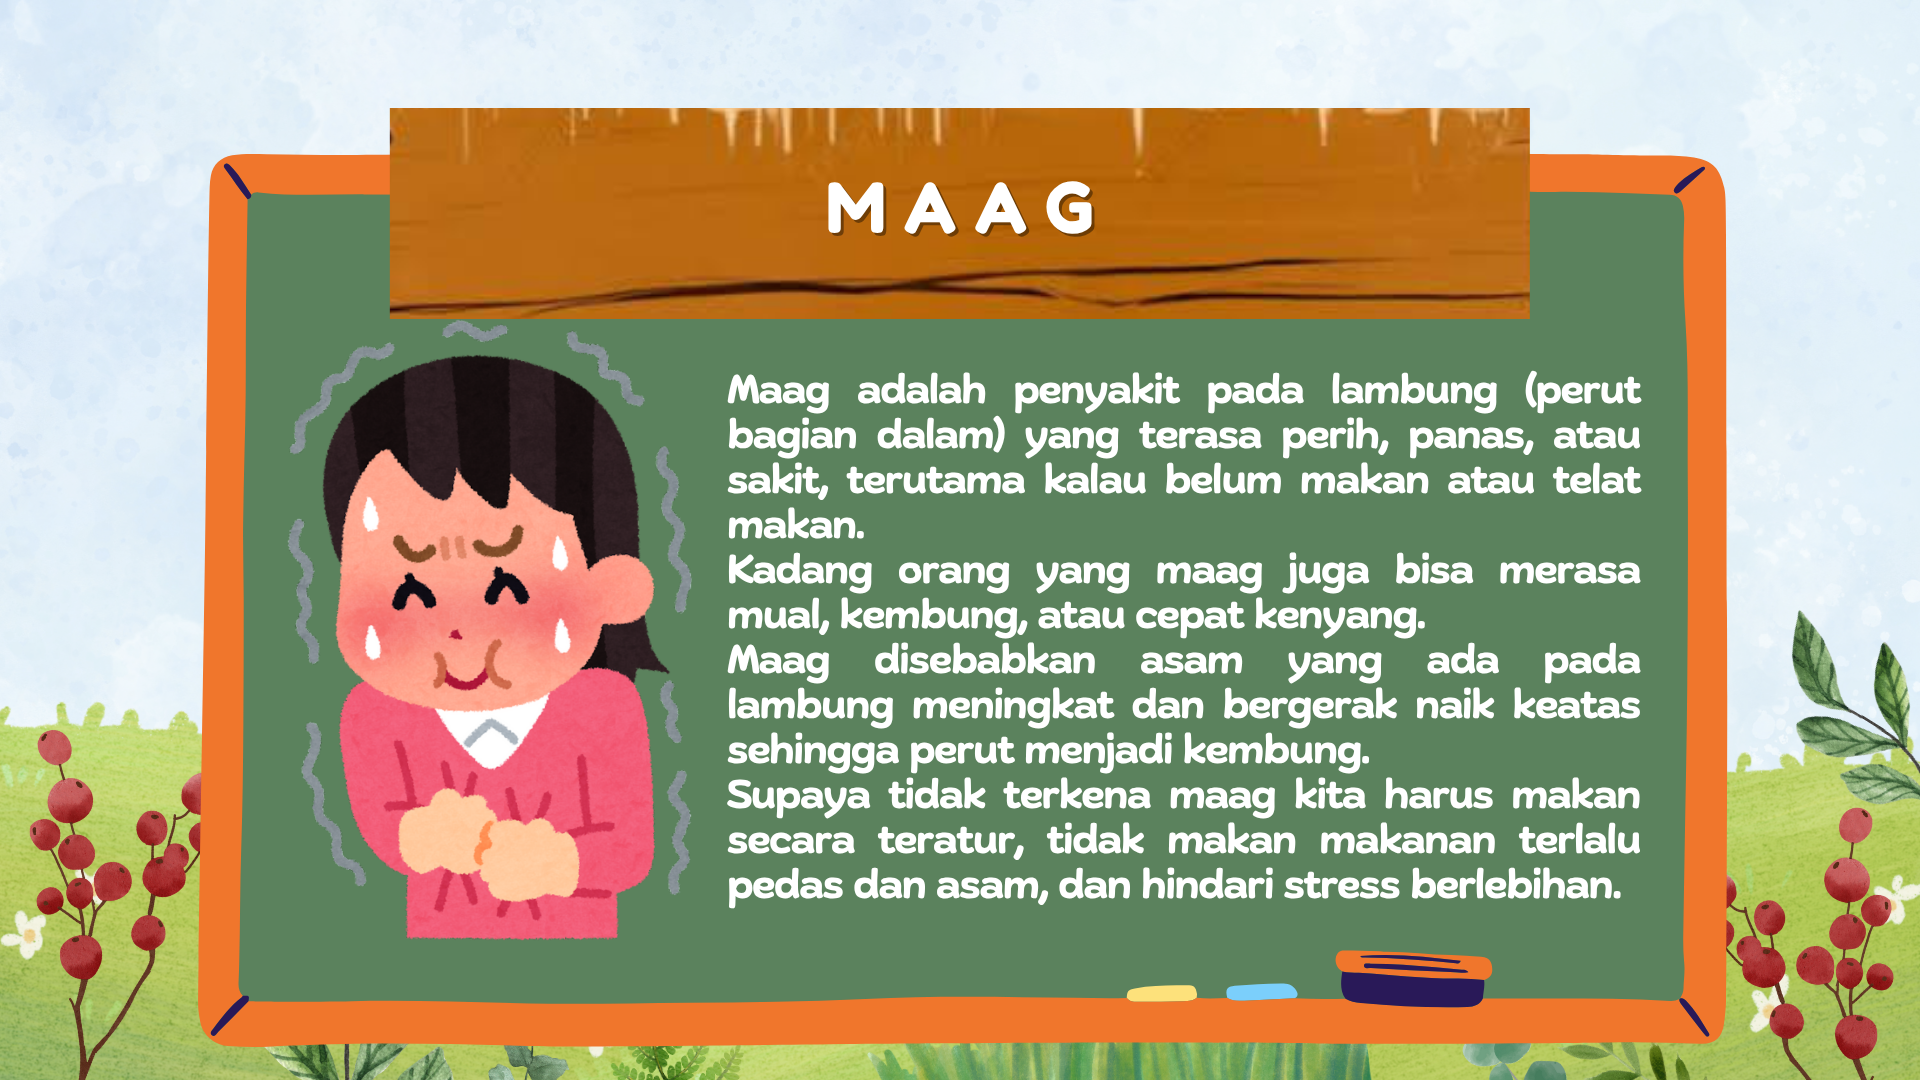 MAAG
Maag adalah penyakit pada lambung (perut
bagian dalam) yang terasa perih, panas, atau
sakit, terutama kalau belum makan atau telat
makan.
Kadang orang yang maag juga bisa merasa
mual, kembung, atau cepat kenyang.
Maag disebabkan asam yang ada pada
lambung meningkat dan bergerak naik keatas
sehingga perut menjadi kembung.
Supaya tidak terkena maag kita harus makan
secara teratur, tidak makan makanan terlalu
pedas dan asam, dan hindari stress berlebihan.